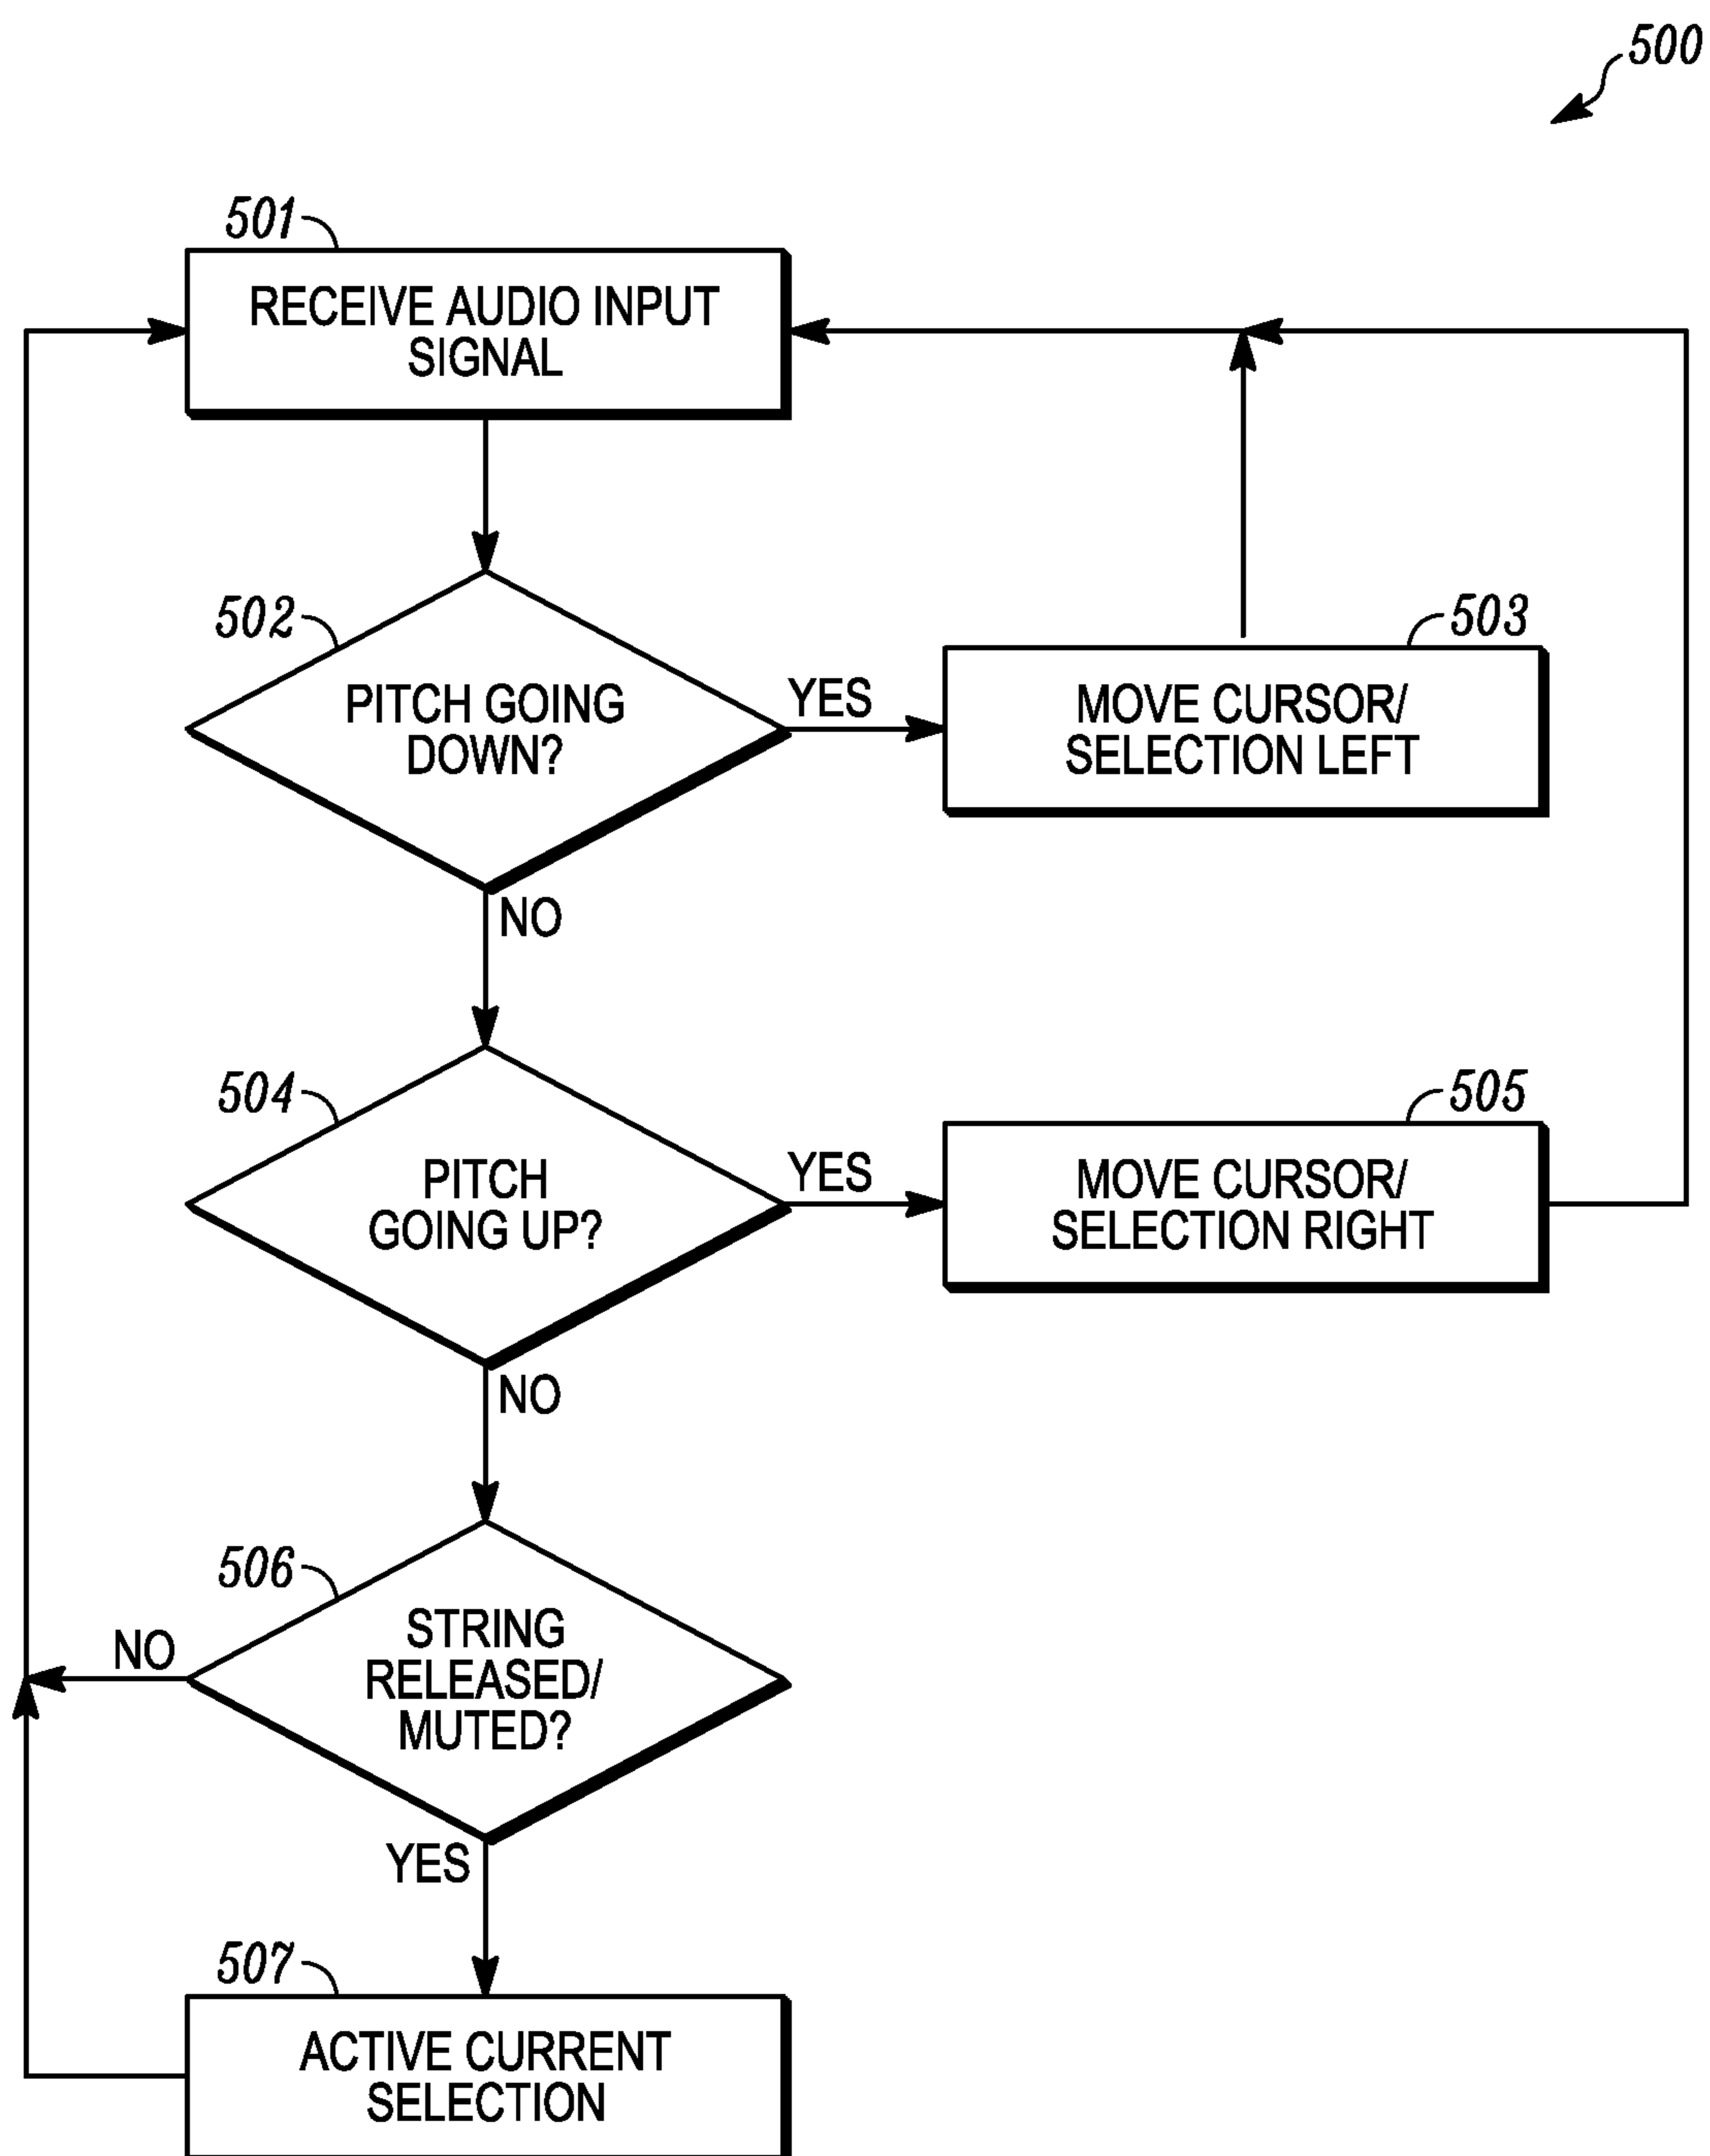 500
501
RECEIVE AUDIO INPUT
SIGNAL
502
PITCH GOING
DOWN?
YES
503
MOVE CURSOR/
SELECTION LEFT
NO
504
PITCH
GOING UP?
YES
505
MOVE CURSOR/
SELECTION RIGHT
NO
506
STRING
RELEASED/
MUTED?
NO
YES
507
ACTIVE CURRENT
SELECTION